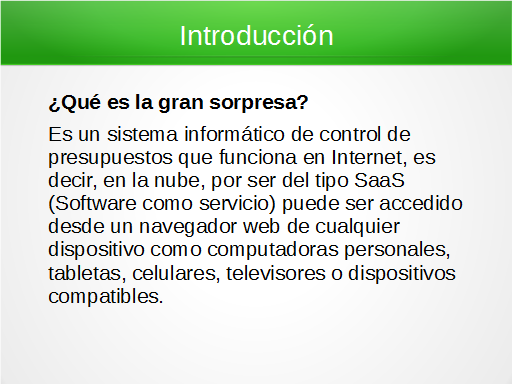 Introducción
¿Qué es la gran sorpresa?
Es un sistema informático de control de
presupuestos que funciona en Internet, es
decir, en la nube, por ser del tipo SaaS
(Software como servicio) puede ser accedido
desde un navegador web de cualquier
dispositivo como computadoras personales,
tabletas, celulares, televisores o dispositivos
compatibles.